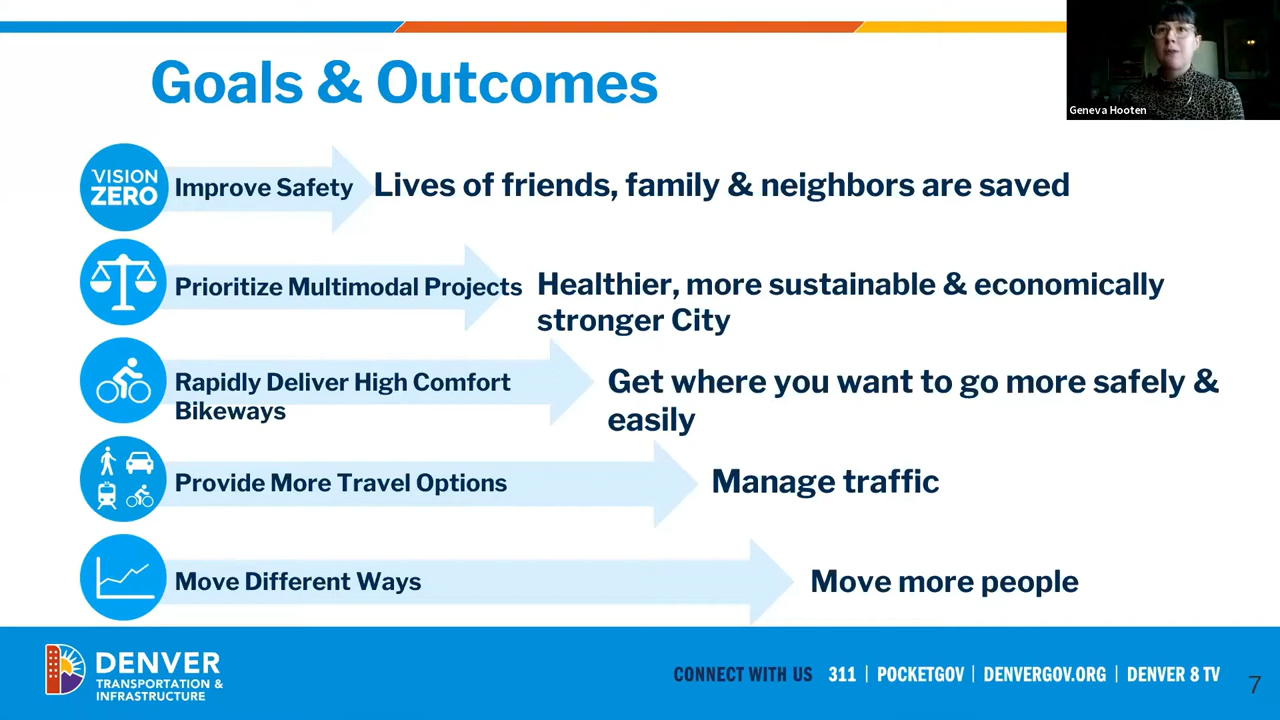 Goals & Outcomes
Geneva Hooten
VISION
ZERO
Improve Safety
Lives of friends, family & neighbors are saved
Prioritize Multimodal Projects
Healthier, more sustainable & economically
stronger City
Rapidly Deliver High Comfort
Bikeways
Get where you want to go more safely &
easily
Provide More Travel Options
Manage traffic
Move Different Ways
Move more people
DENVER
TRANSPORTATION &
INFRASTRUCTURE
CONNECT WITH US 311 | POCKETGOV | DENVERGOV.ORG | DENVER 8 TV
7